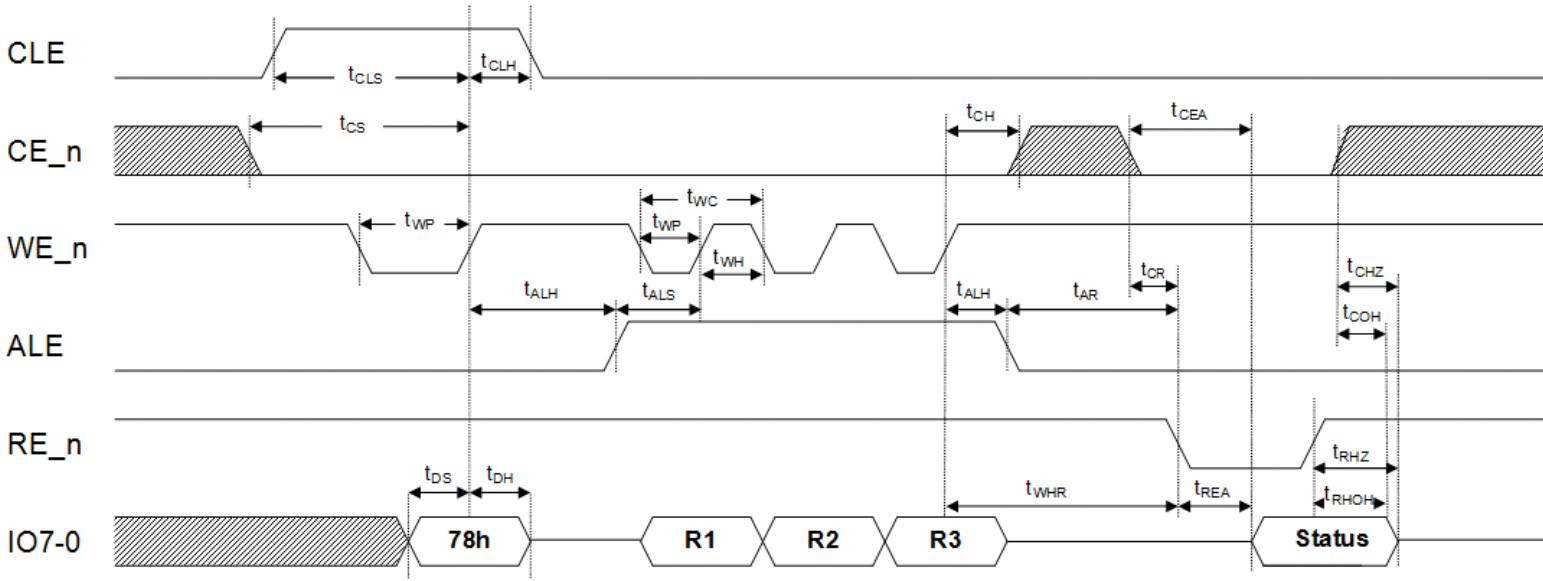 CLE
tCLS
tCLH
CE_n
tCS
tCH
tCEA
WE_n
tWP
tWC
tWP
tWH
tCR
tCHZ
tALH
tALS
tALH
tAR
tCOH
ALE
RE_n
tDS
tDH
tWHR
tREA
tRHZ
tRHOH
IO7-0
78h
R1
R2
R3
Status